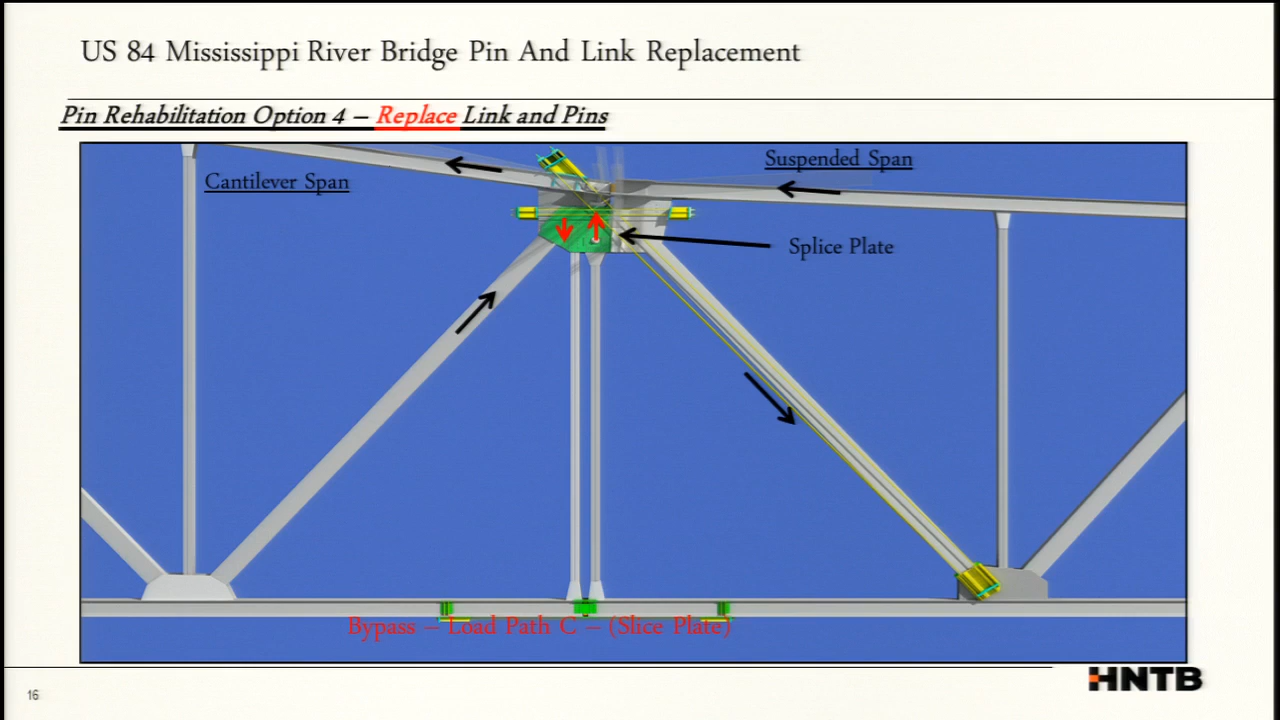 US 84 Mississippi River Bridge Pin And Link Replacement
Pin Rehabilitation Option 4 – Replace Link and Pins
Suspended Span
Cantilever Span
Splice Plate
Bypass – Load Path C – (Slice Plate)
HNTB
16